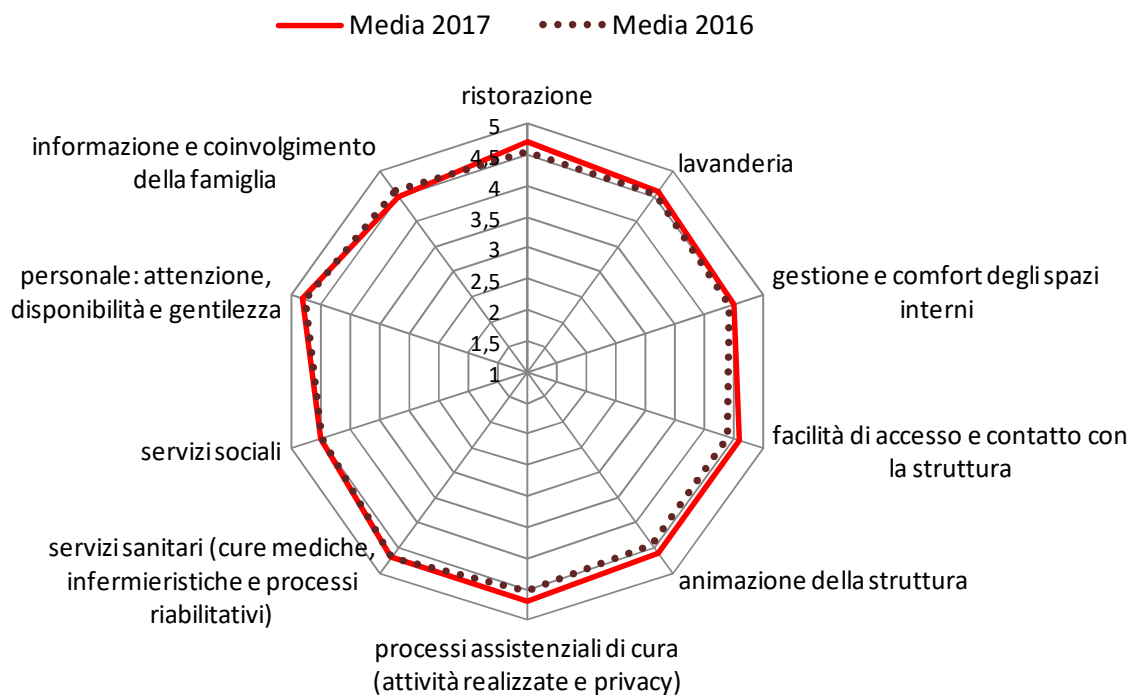 Media 2017
Media 2016
ristorazione
lavanderia
gestione e comfort degli spazi
interni
facilità di accesso e contatto con
la struttura
animazione della struttura
processi assistenziali di cura
(attività realizzate e privacy)
servizi sanitari (cure mediche,
infermieristiche e processi
riabilitativi)
servizi sociali
personale: attenzione,
disponibilità e gentilezza
informazione e coinvolgimento
della famiglia
5
4,5
4
3,5
3
2,5
2
1,5
1